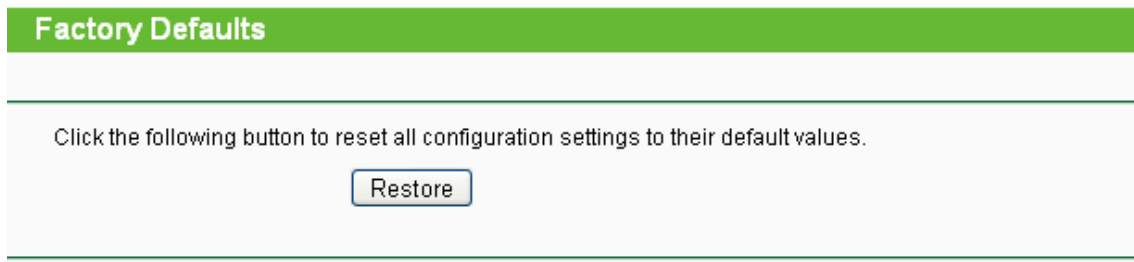 Factory Defaults
Click the following button to reset all configuration settings to their default values.
Restore